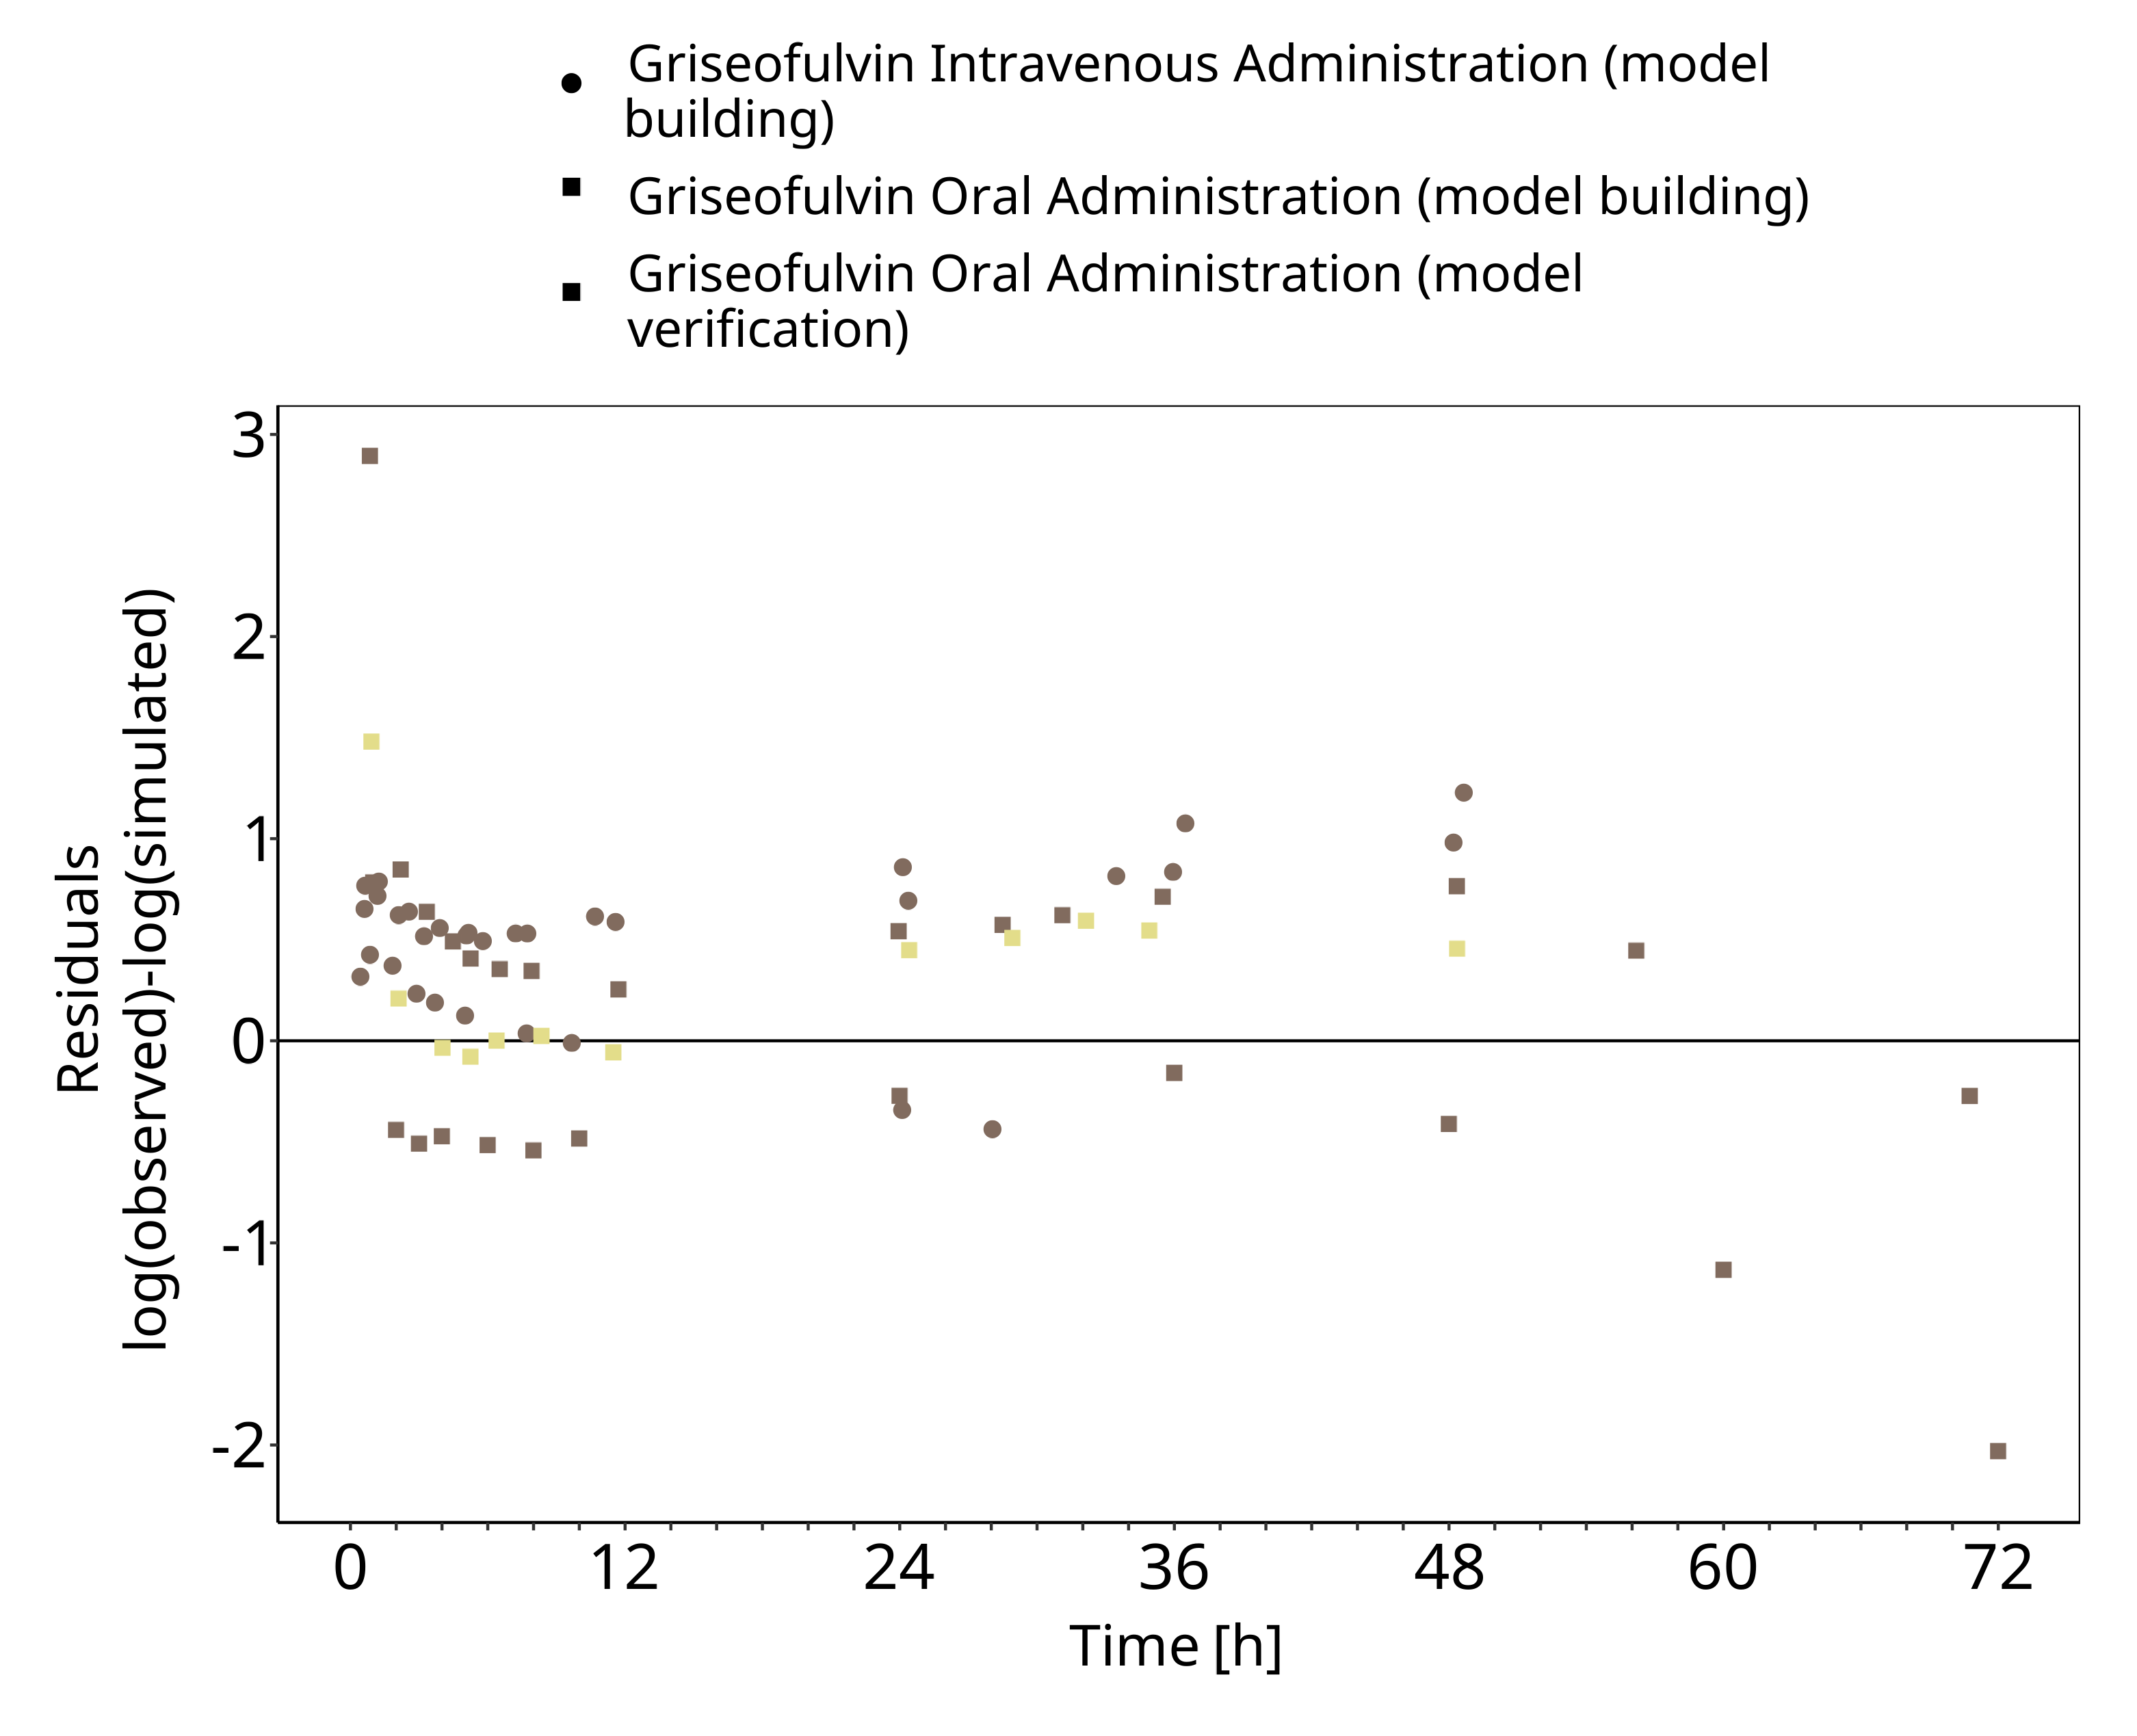 Griseofulvin Intravenous Administration (model
building)
Griseofulvin Oral Administration (model building)
Griseofulvin Oral Administration (model
verification)
Residuals
log(observed)-log(simulated)
3
2
1
0
-1
-2
0 12 24 36 48 60 72
Time [h]